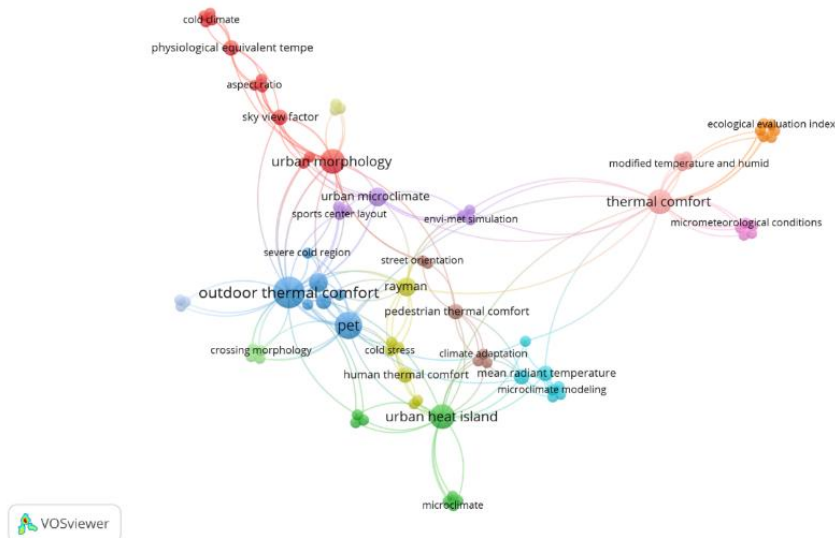 cold climate
physiological equivalent tempe
aspect ratio
sky view factor
ecological evaluation index
urban morphology
modified temperature and humid
urban microclimate
thermal comfort
sports center layout
envi-met simulation
micrometeorological conditions
severe cold region
street orientation
outdoor thermal comfort
rayman
pet
pedestrian thermal comfort
crossing morphology
cold stress
climate adaptation
human thermal comfort
mean radiant temperature
microclimate modeling
urban heat island
microclimate
VOSviewer